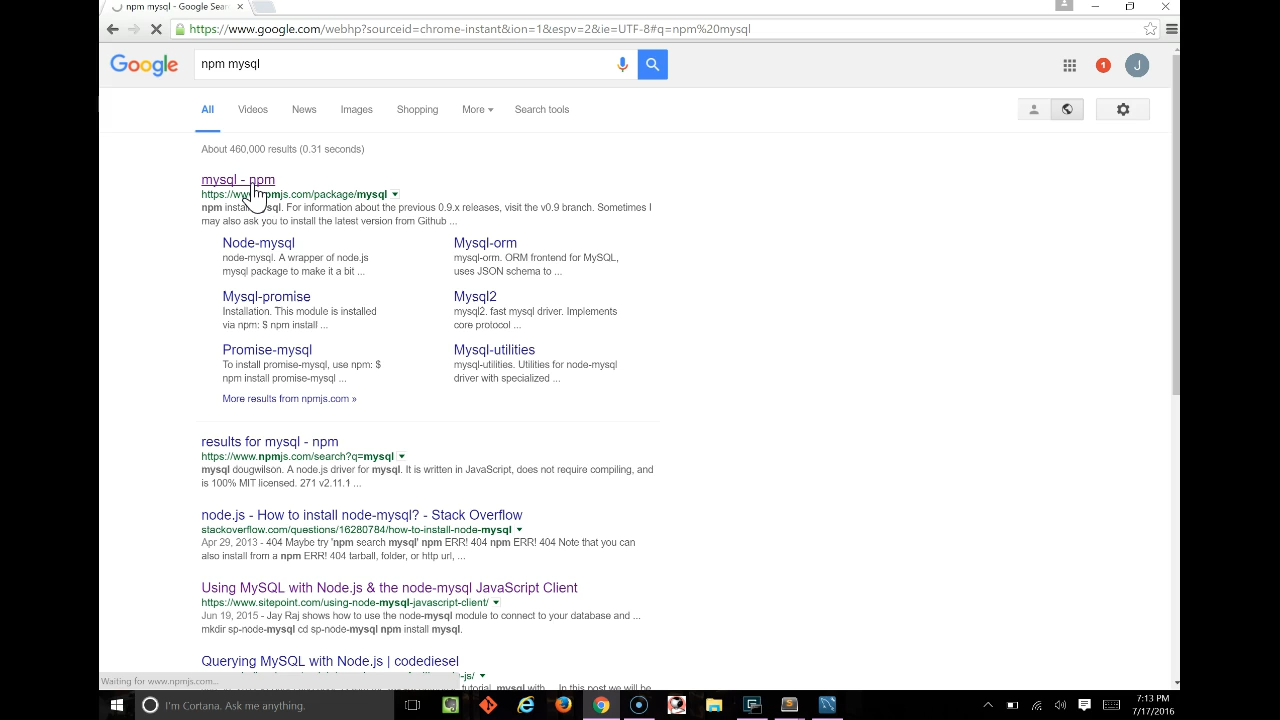 npm mysql - Google Sear
https://www.google.com/webhp?sourceid=chrome-instant&ion=1&espv=2&ie=UTF-8#q=npm%20mysql
Google
npm mysql
1
J
All Videos News Images Shopping More Search tools
About 460,000 results (0.31 seconds)
mysql - npm
https://www.npmjs.com/package/mysql
npm install mysql. For information about the previous 0.9.x releases, visit the v0.9 branch. Sometimes I
may also ask you to install the latest version from Github ...
Node-mysql
node-mysql. A wrapper of node.js
mysql package to make it a bit ...
Mysql-orm
mysql-orm. ORM frontend for MySQL,
uses JSON schema to ...
Mysql-promise
Installation. This module is installed
via npm: $ npm install ...
Mysql2
mysql2. fast mysql driver. Implements
core protocol ...
Promise-mysql
To install promise-mysql, use npm: $
npm install promise-mysql ...
Mysql-utilities
mysql-utilities. Utilities for node-mysql
driver with specialized ...
More results from npmjs.com »
results for mysql - npm
https://www.npmjs.com/search?q=mysql
mysql dougwilson. A node.js driver for mysql. It is written in JavaScript, does not require compiling, and
is 100% MIT licensed. 271 v2.11.1 ...
node.js - How to install node-mysql? - Stack Overflow
stackoverflow.com/questions/16280784/how-to-install-node-mysql
Apr 29, 2013 - 404 Maybe try 'npm search mysql' npm ERR! 404 npm ERR! 404 Note that you can
also install from a npm ERR! 404 tarball, folder, or http url, ...
Using MySQL with Node.js & the node-mysql JavaScript Client
https://www.sitepoint.com/using-node-mysql-javascript-client/
Jun 19, 2015 - Jay Raj shows how to use the node-mysql module to connect to your database and ...
mkdir sp-node-mysql cd sp-node-mysql npm install mysql.
Querying MySQL with Node.js | codediesel
Waiting for www.npmjs.com...
tutorial, mysql with ... In this post we will be
I'm Cortana. Ask me anything.
7:13 PM
7/17/2016